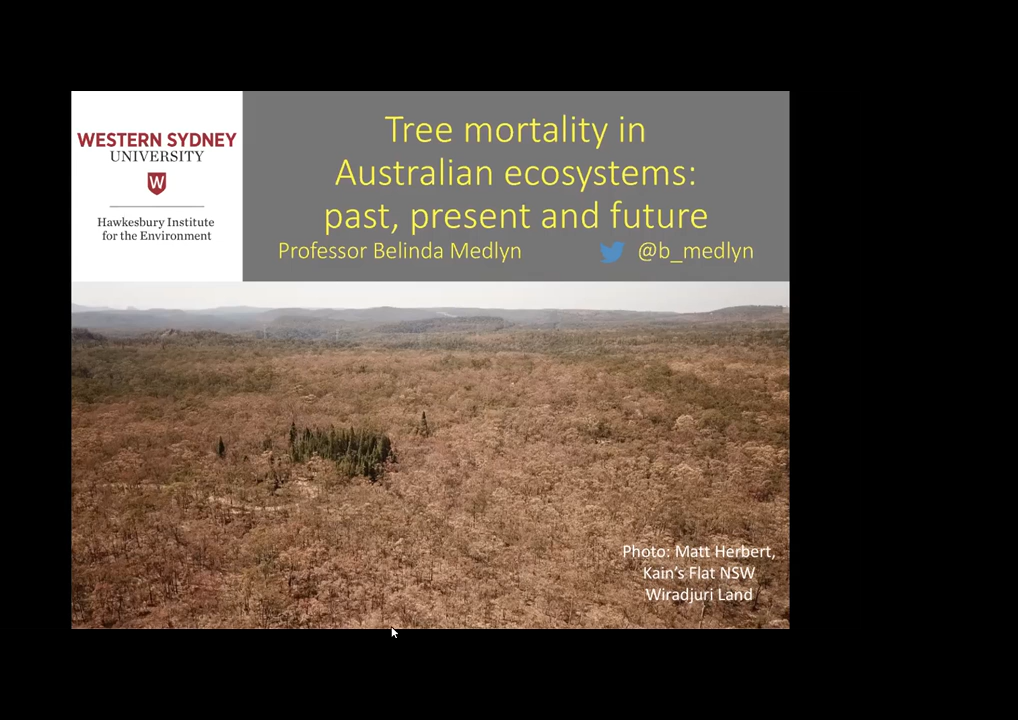 WESTERN SYDNEY
UNIVERSITY
W
Hawkesbury Institute
for the Environment
Tree mortality in
Australian ecosystems:
past, present and future
Professor Belinda Medlyn @b_medlyn
Photo: Matt Herbert,
Kain's Flat NSW
Wiradjuri Land